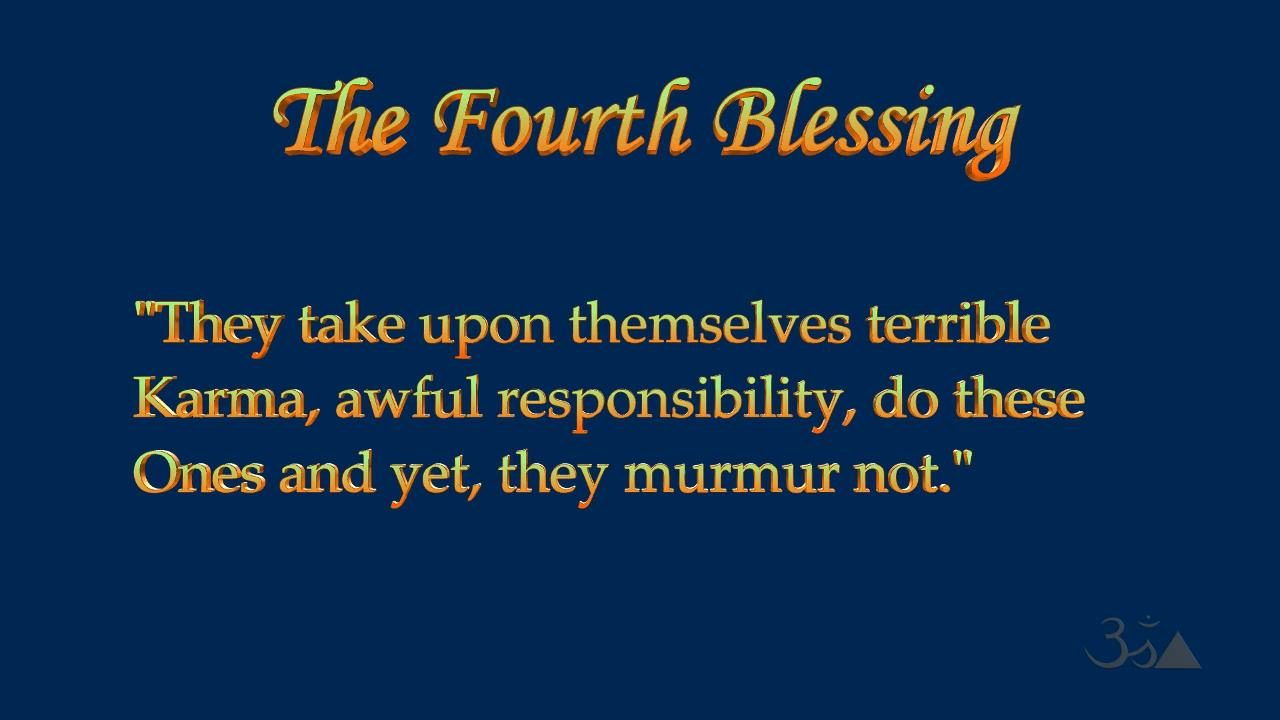 The Fourth Blessing
"They take upon themselves terrible
Karma, awful responsibility, do these
Ones and yet, they murmur not."